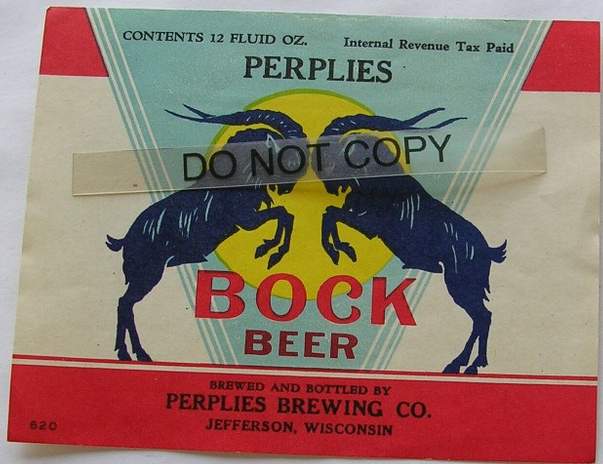 CONTENTS 12 FLUID OZ. Internal Revenue Tax Paid
PERPLIES
DO NOT COPY
BOCK
BEER
BREWED AND BOTTLED BY
PERPLIES BREWING CO.
JEFFERSON, WISCONSIN
620